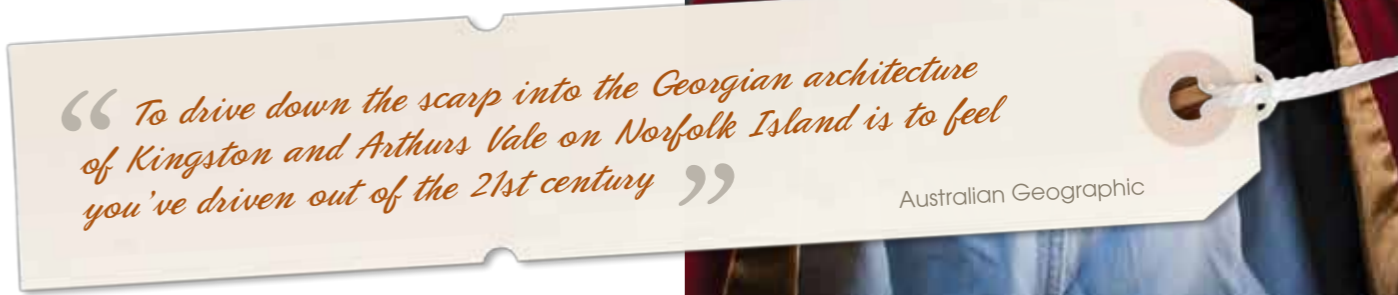 “ To drive down the scarp into the Georgian architecture
of Kingston and Arthurs Vale on Norfolk Island is to feel
you've driven out of the 21st century ”
Australian Geographic